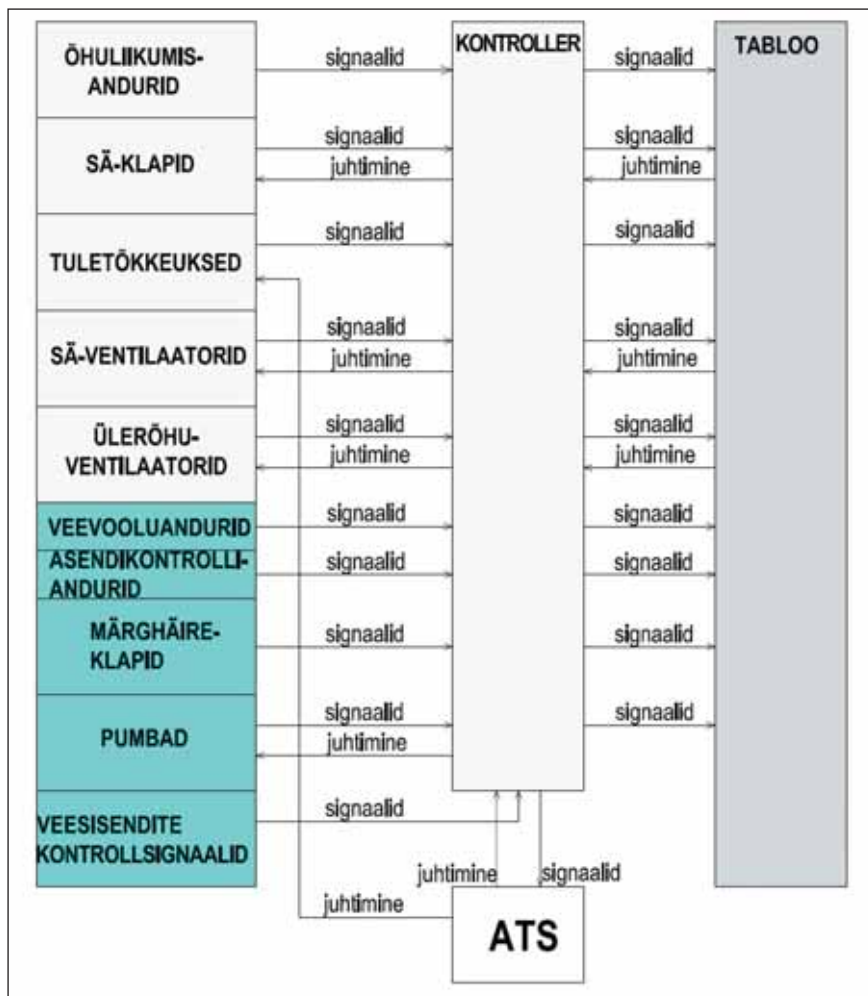 ÕHULIIKUMIS-
ANDURID
signaalid
KONTROLLER
signaalid
TABLOO
SÄ-KLAPID
signaalid
juhtimine
signaalid
juhtimine
TULETÕKKEUKSED
signaalid
signaalid
SÄ-VENTILAATORID
signaalid
juhtimine
signaalid
juhtimine
ÜLERÕHU-
VENTILAATORID
signaalid
juhtimine
signaalid
juhtimine
VEEVOOLUANDURID
signaalid
signaalid
ASENDIKONTROLLI-
ANDURID
signaalid
signaalid
MÄRGHÄIRE-
KLAPID
signaalid
signaalid
PUMBAD
signaalid
juhtimine
signaalid
VEESISENDITE
KONTROLLSIGNAALID
signaalid
juhtimine
signaalid
juhtimine
ATS